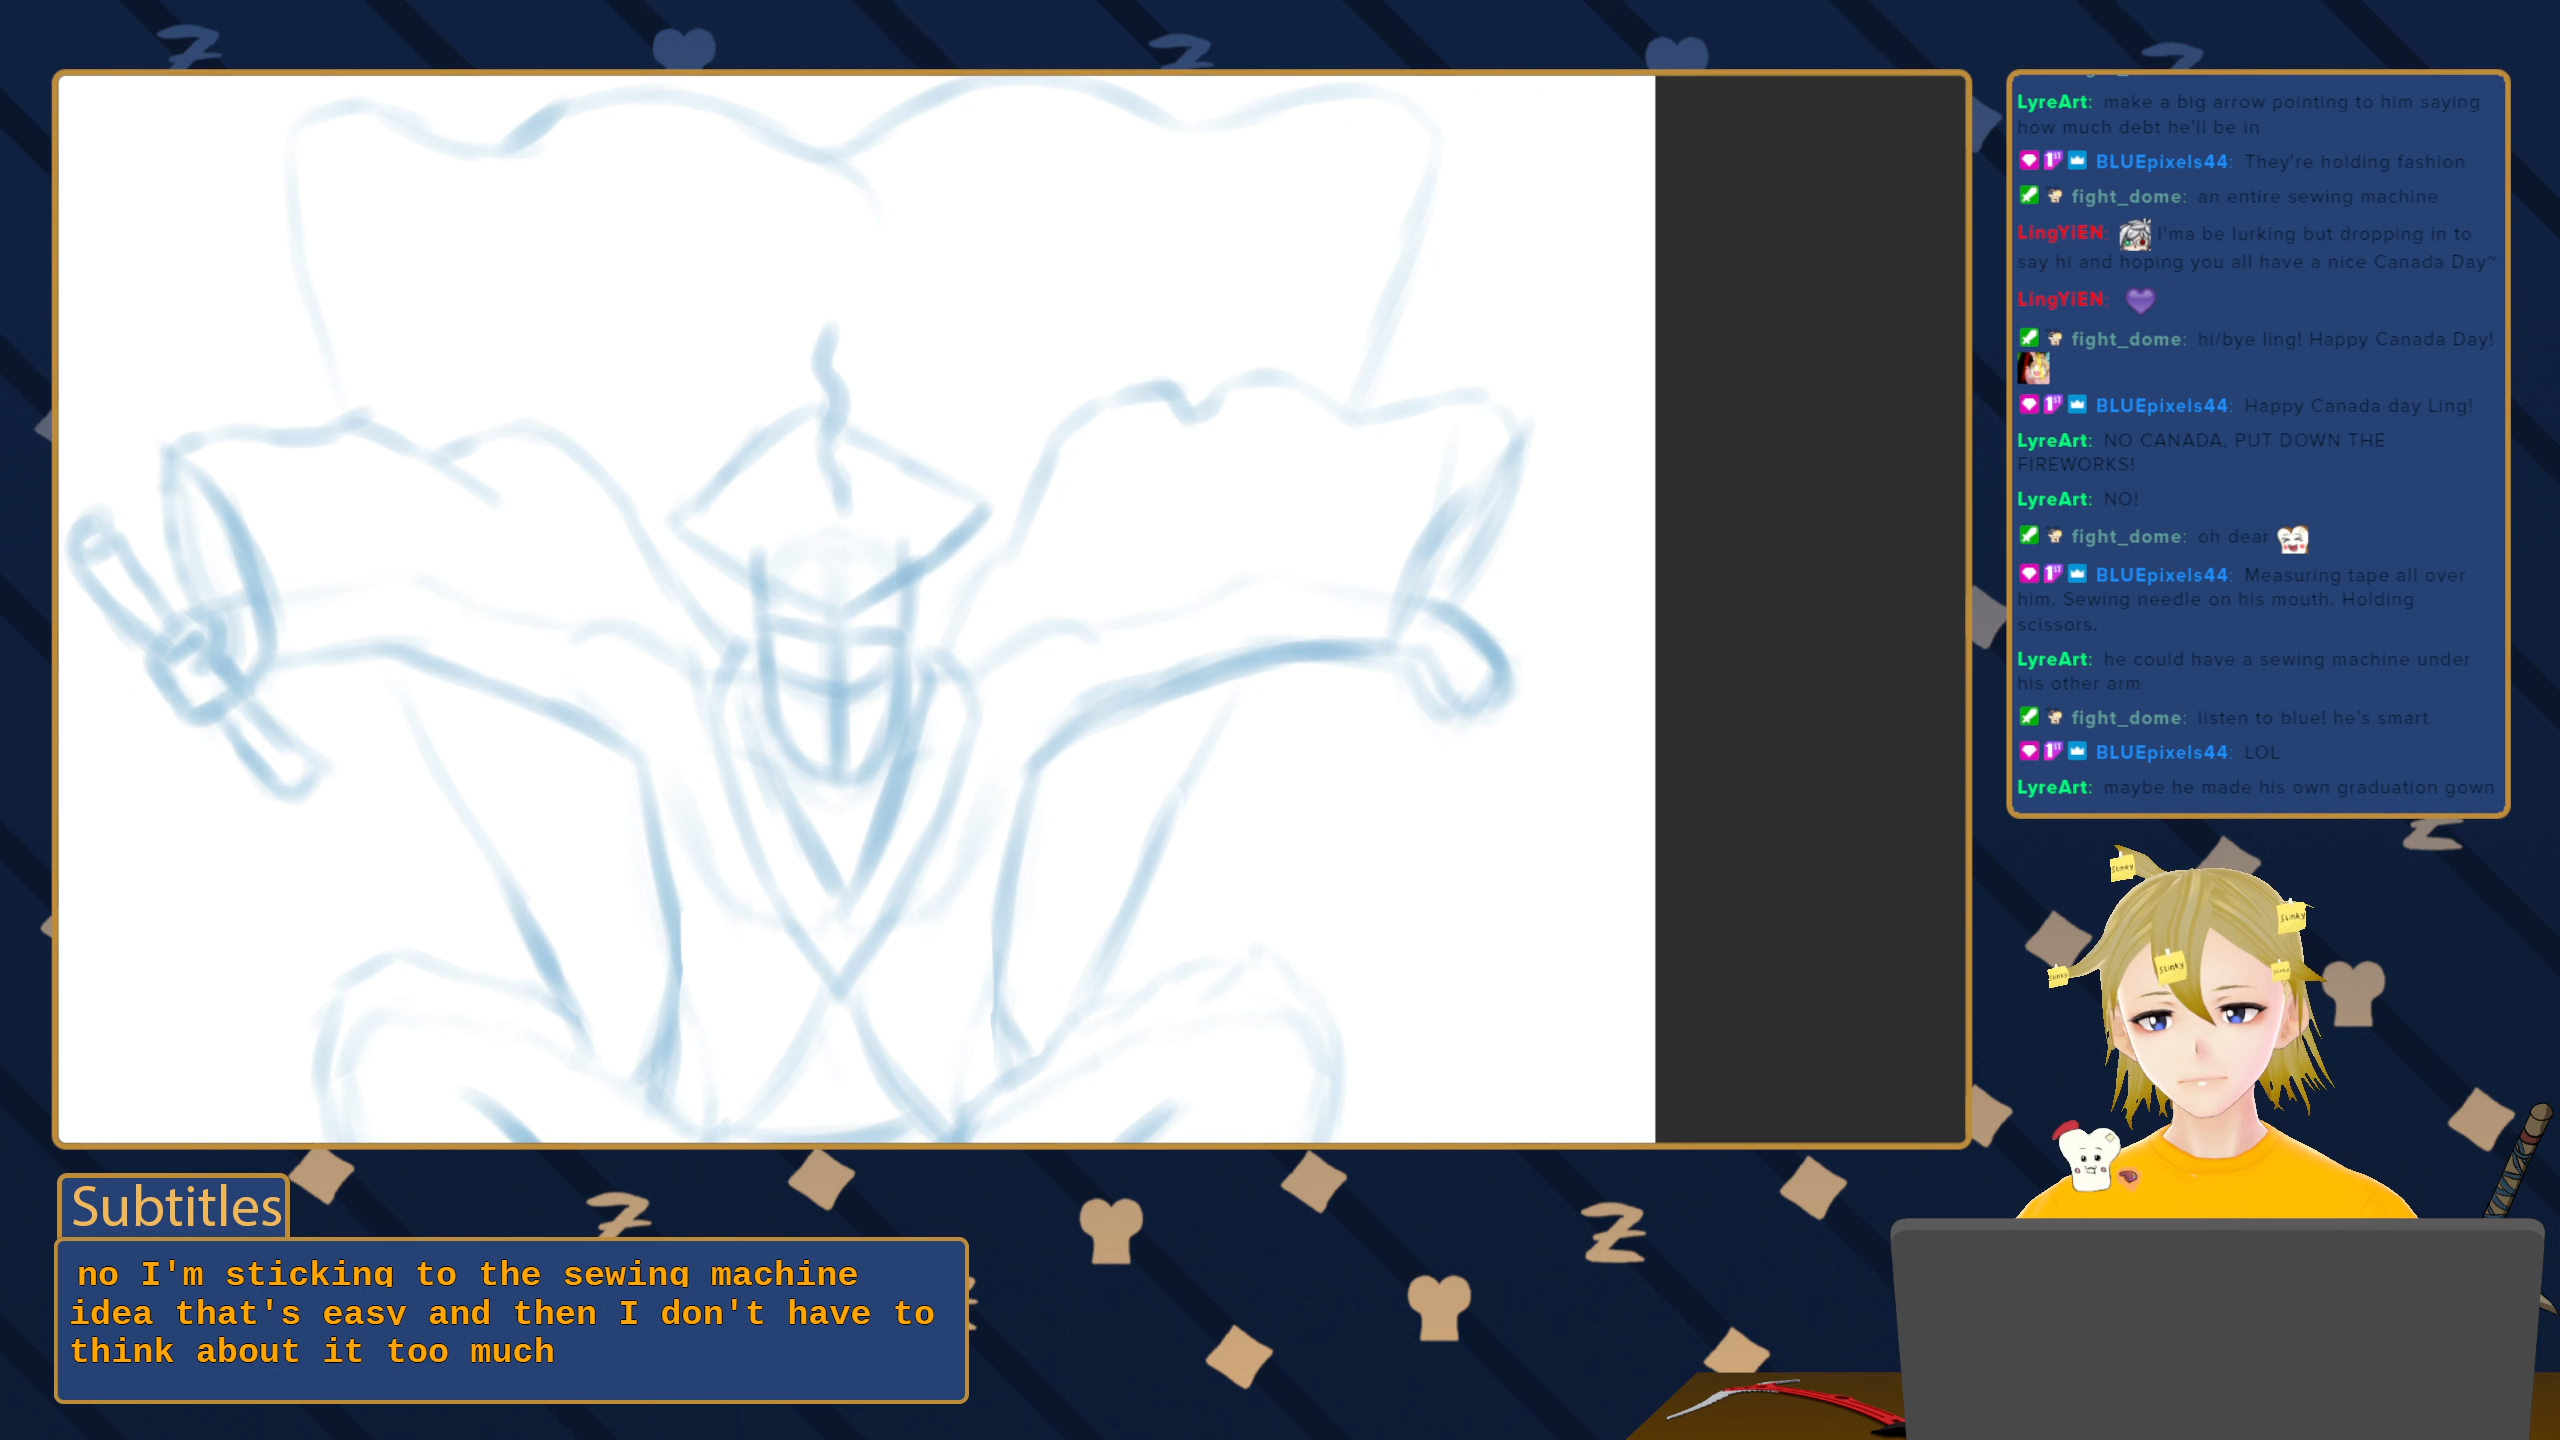 LyreArt: make a big arrow pointing to him saying
how much debt he'll be in
BLUEpixels44: They're holding fashion
fight_dome: an entire sewing machine
LingYiEN: I'ma be lurking but dropping in to
say hi and hoping you all have a nice Canada Day~
LingYiEN:
fight_dome: hi/bye ling! Happy Canada Day!
BLUEpixels44: Happy Canada day Ling!
LyreArt: NO CANADA, PUT DOWN THE
FIREWORKS!
LyreArt: NO!
fight_dome: oh dear
BLUEpixels44: Measuring tape all over
him. Sewing needle on his mouth. Holding
scissors.
LyreArt: he could have a sewing machine under
his other arm
fight_dome: listen to blue! he's smart
BLUEpixels44: LOL
LyreArt: maybe he made his own graduation gown
Stinky
Stinky
Stinky
Stinky
Stinky
Subtitles
no I'm sticking to the sewing machine
idea that's easy and then I don't have to
think about it too much